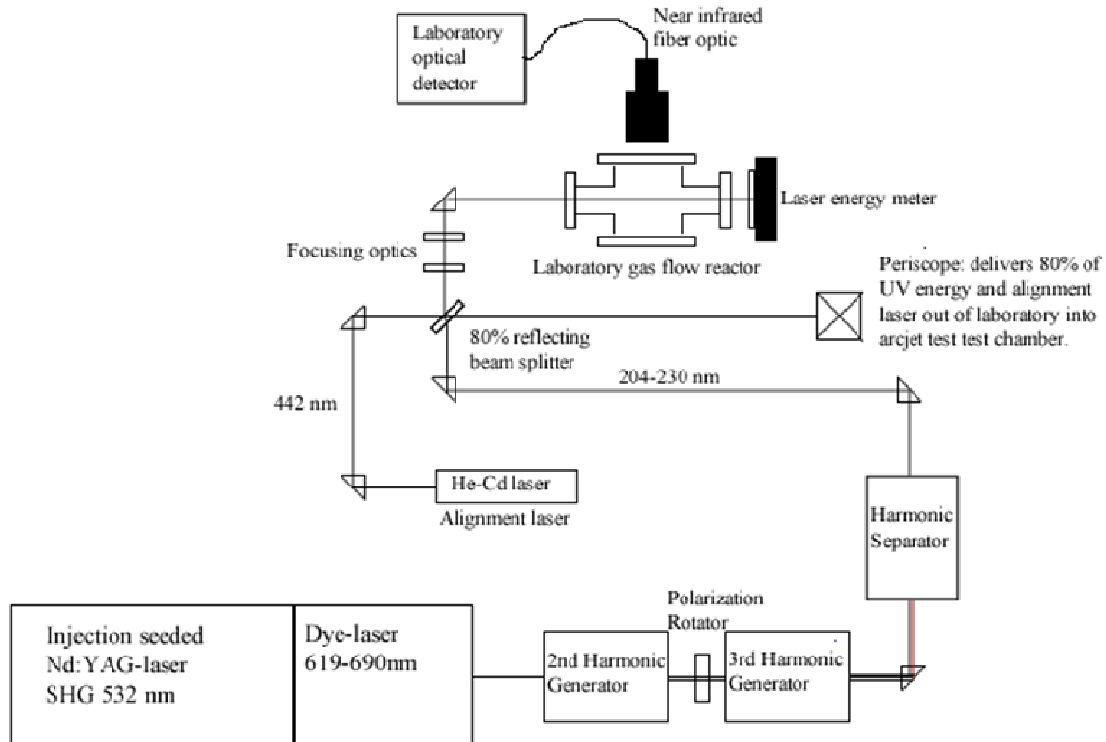 Laboratory
optical
detector
Near infrared
fiber optic
Laser energy meter
Focusing optics
Laboratory gas flow reactor
Periscope: delivers 80% of
UV energy and alignment
laser out of laboratory into
arcjet test test chamber.
80% reflecting
beam splitter
204-230 nm
442 nm
He-Cd laser
Alignment laser
Harmonic
Separator
Polarization
Rotator
Injection seeded
Nd:YAG-laser
SHG 532 nm
Dye-laser
619-690nm
2nd Harmonic
Generator
3rd Harmonic
Generator